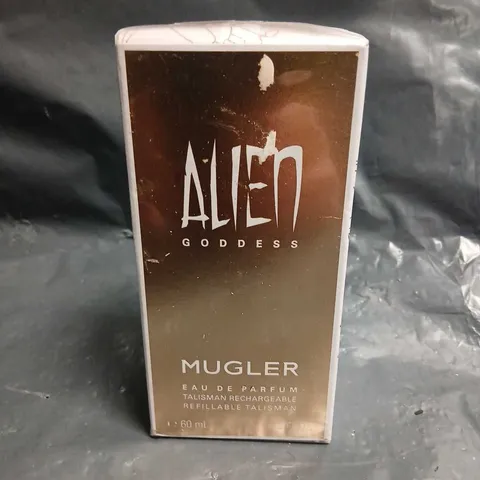 ALIEN
GODDESS
MUGLER
EAU DE PARFUM
TALISMAN RECHARGEABLE
REFILLABLE TALISMAN
60 mL